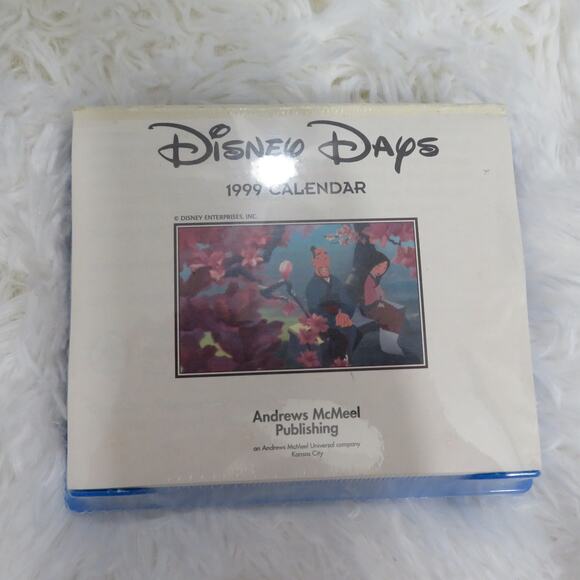 Disney Days
1999 CALENDAR
© DISNEY ENTERPRISES, INC.
Andrews McMeel
Publishing
an Andrews McMeel Universal company
Kansas City